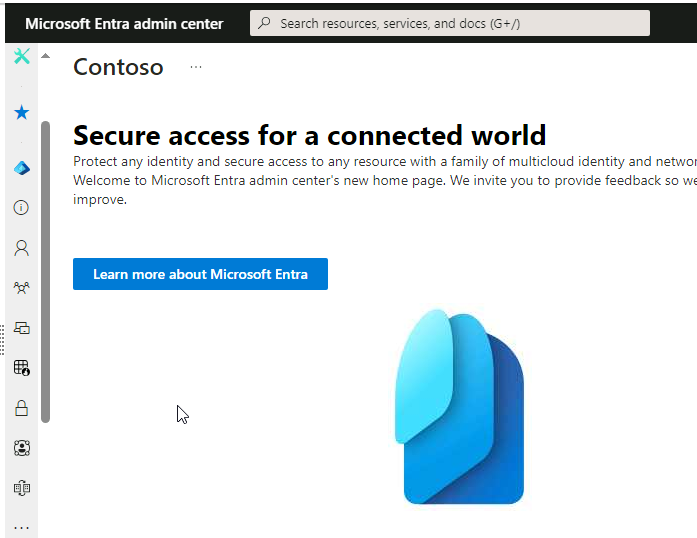 Microsoft Entra admin center
Search resources, services, and docs (G+/)
Contoso ...
Secure access for a connected world
Protect any identity and secure access to any resource with a family of multicloud identity and networ
Welcome to Microsoft Entra admin center's new home page. We invite you to provide feedback so we
improve.
Learn more about Microsoft Entra